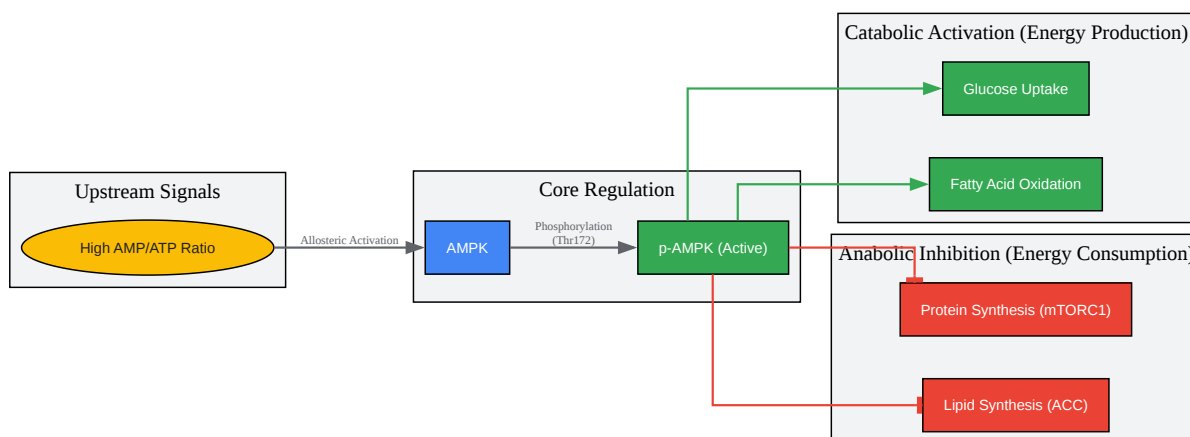 Upstream Signals
High AMP/ATP Ratio
Allosteric Activation
Core Regulation
AMPK
Phosphorylation
(Thr172)
p-AMPK (Active)
Catabolic Activation (Energy Production)
Glucose Uptake
Fatty Acid Oxidation
Anabolic Inhibition (Energy Consumption)
Protein Synthesis (mTORC1)
Lipid Synthesis (ACC)